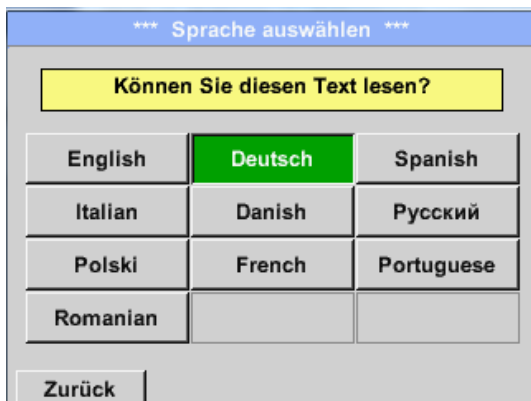 *** Sprache auswählen ***
Können Sie diesen Text lesen?
English Deutsch Spanish
Italian Danish Русский
Polski French Portuguese
Romanian
Zurück